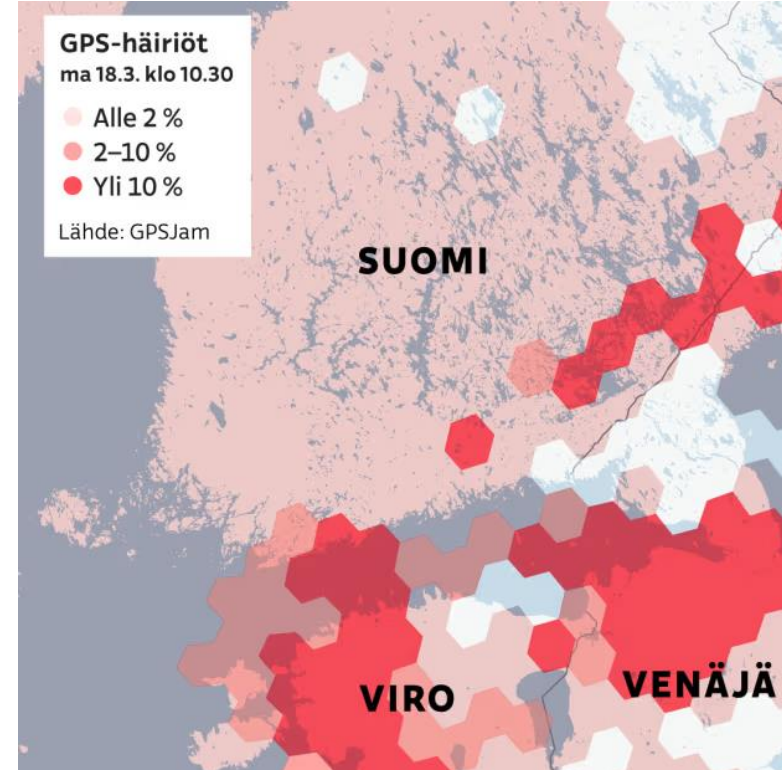 GPS-häiriöt
ma 18.3. klo 10.30
Alle 2 %
2–10 %
Yli 10 %
Lähde: GPSJam
SUOMI
VIRO
VENÄJÄ